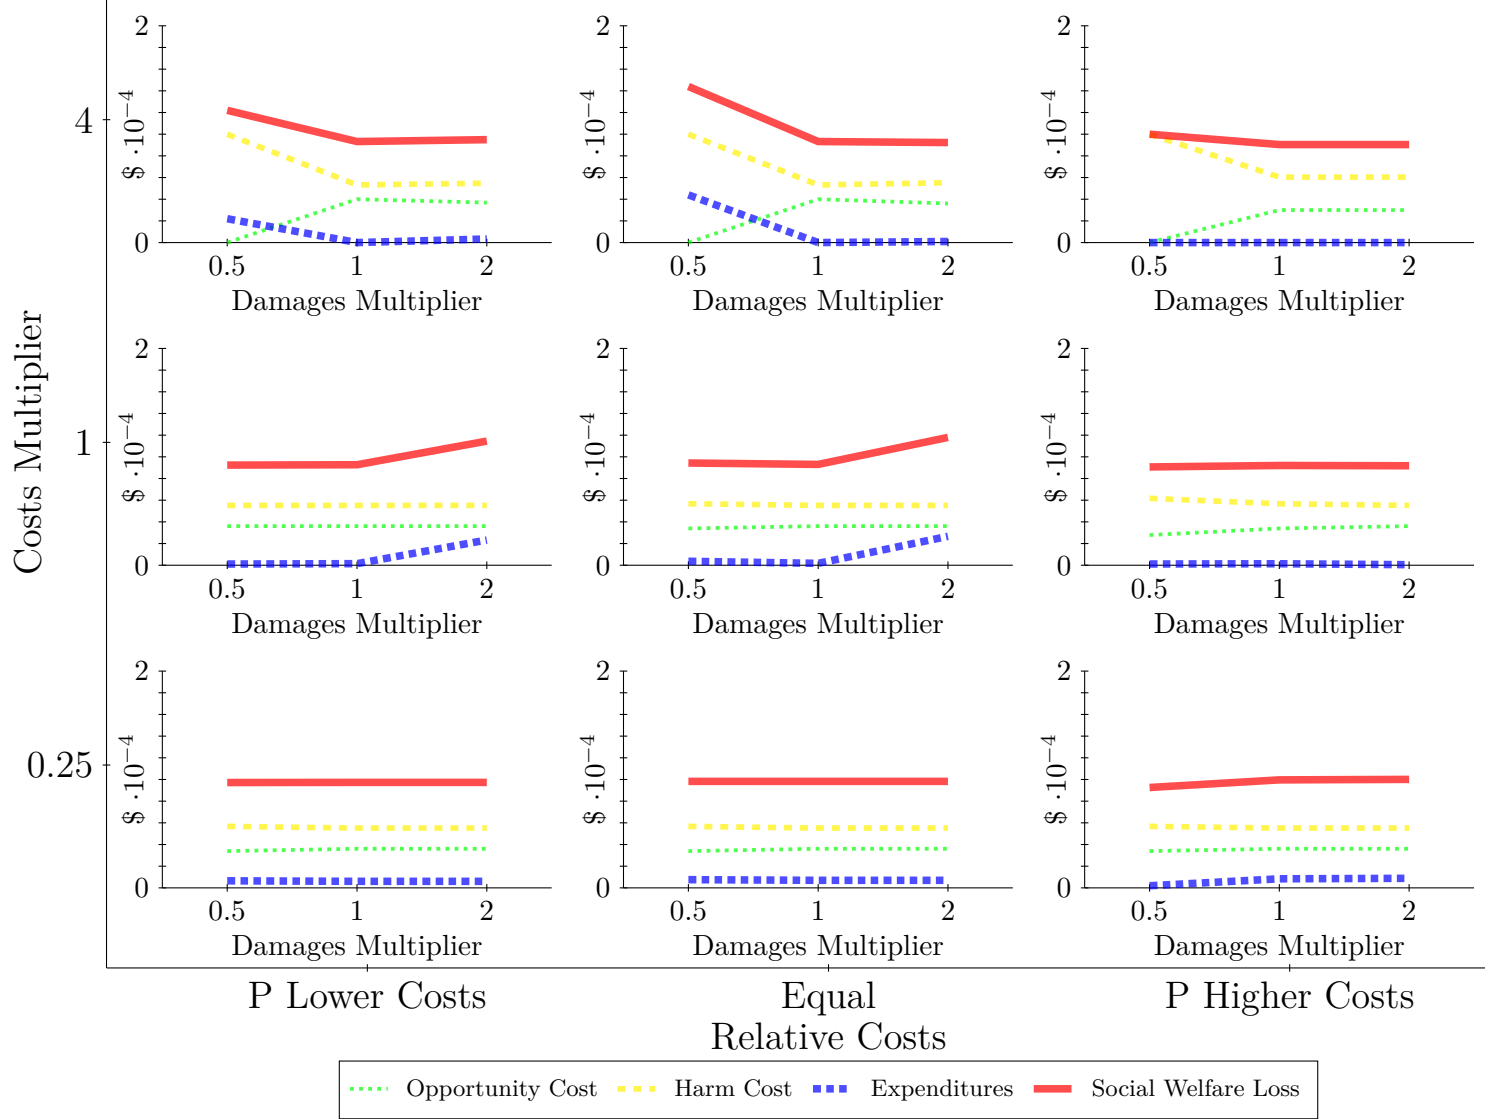 2
$ ·10−4
0
0.5 1 2
Damages Multiplier
2
$ ·10−4
0
0.5 1 2
Damages Multiplier
2
$ ·10−4
0
0.5 1 2
Damages Multiplier
4
2
$ ·10−4
0
0.5 1 2
Damages Multiplier
2
$ ·10−4
0
0.5 1 2
Damages Multiplier
2
$ ·10−4
0
0.5 1 2
Damages Multiplier
1
Costs Multiplier
2
$ ·10−4
0
0.5 1 2
Damages Multiplier
2
$ ·10−4
0
0.5 1 2
Damages Multiplier
2
$ ·10−4
0
0.5 1 2
Damages Multiplier
0.25
P Lower Costs Equal P Higher Costs
Relative Costs
Opportunity Cost Harm Cost Expenditures Social Welfare Loss